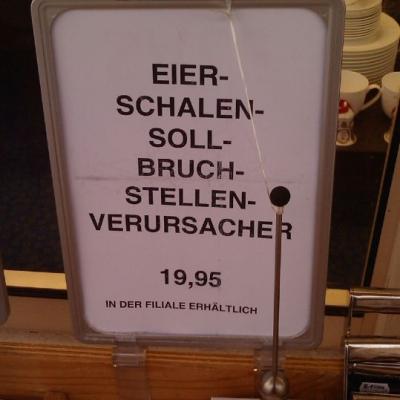 EIER-
SCHALEN-
SOLL-
BRUCH-
STELLEN-
VERURSACHER
19,95
IN DER FILIALE ERHÄLTLICH